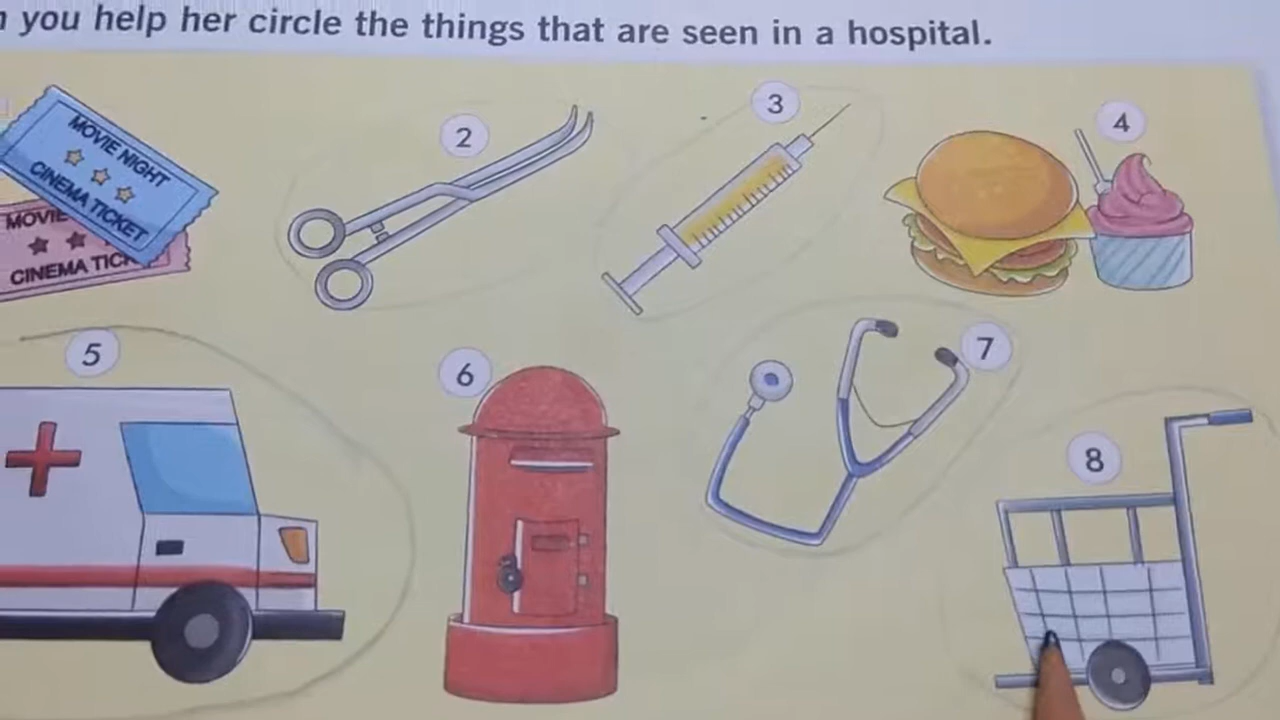 you help her circle the things that are seen in a hospital.
MOVIE NIGHT
CINEMA TICKET
MOVIE
CINEMA
2
3
4
5
6
7
8